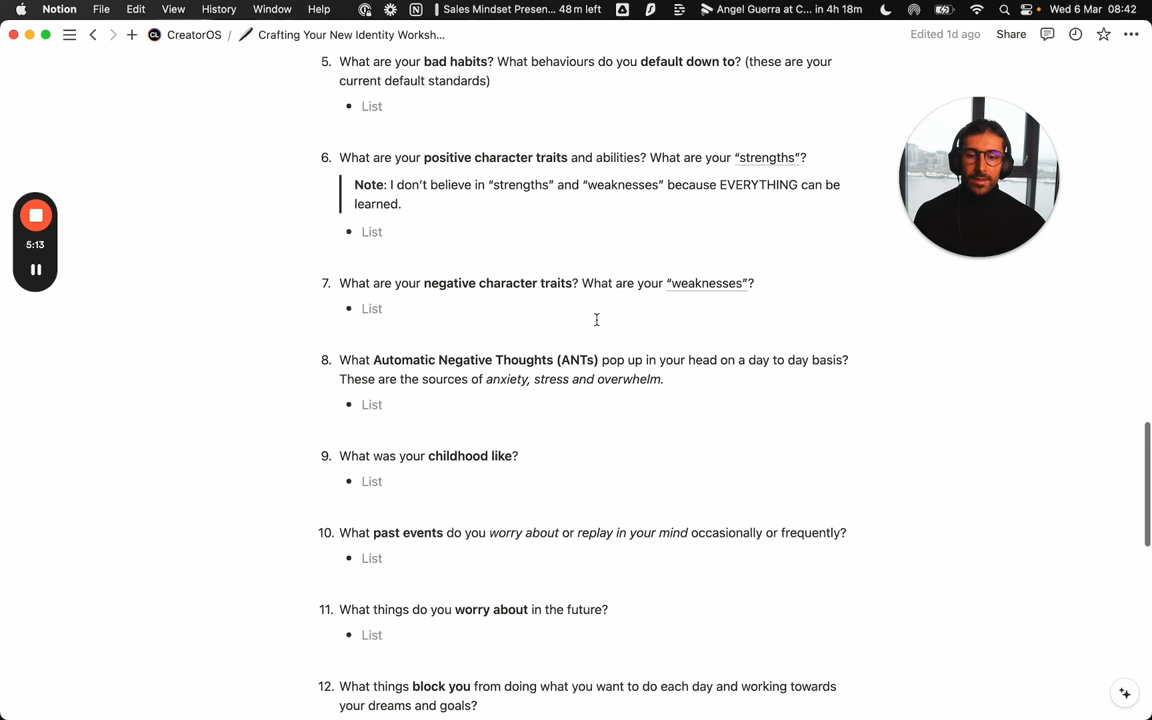 Notion File Edit View History Window Help Sales Mindset Presen... 48 m left Angel Guerra at C... in 4h 18m Wed 6 Mar 08:42
CreatorOS / Crafting Your New Identity Worksh... Edited 1d ago Share
5. What are your bad habits? What behaviours do you default down to? (these are your
current default standards)
• List
6. What are your positive character traits and abilities? What are your “strengths”?
Note: I don’t believe in “strengths” and “weaknesses” because EVERYTHING can be
learned.
• List
5:13
7. What are your negative character traits? What are your “weaknesses”?
• List
8. What Automatic Negative Thoughts (ANTs) pop up in your head on a day to day basis?
These are the sources of anxiety, stress and overwhelm.
• List
9. What was your childhood like?
• List
10. What past events do you worry about or replay in your mind occasionally or frequently?
• List
11. What things do you worry about in the future?
• List
12. What things block you from doing what you want to do each day and working towards
your dreams and goals?